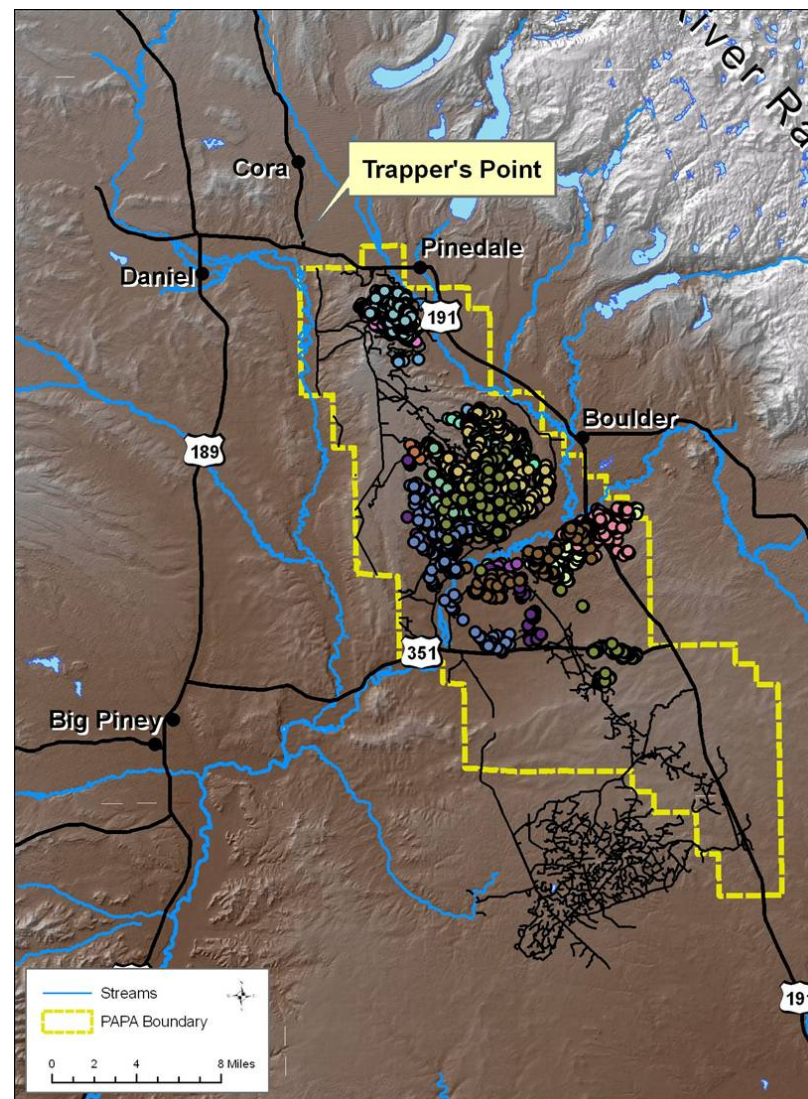 River Ra
Cora
Trapper's Point
Pinedale
Daniel
191
Boulder
189
351
Big Piney
Streams
PAPA Boundary
0 2 4 8 Miles
191